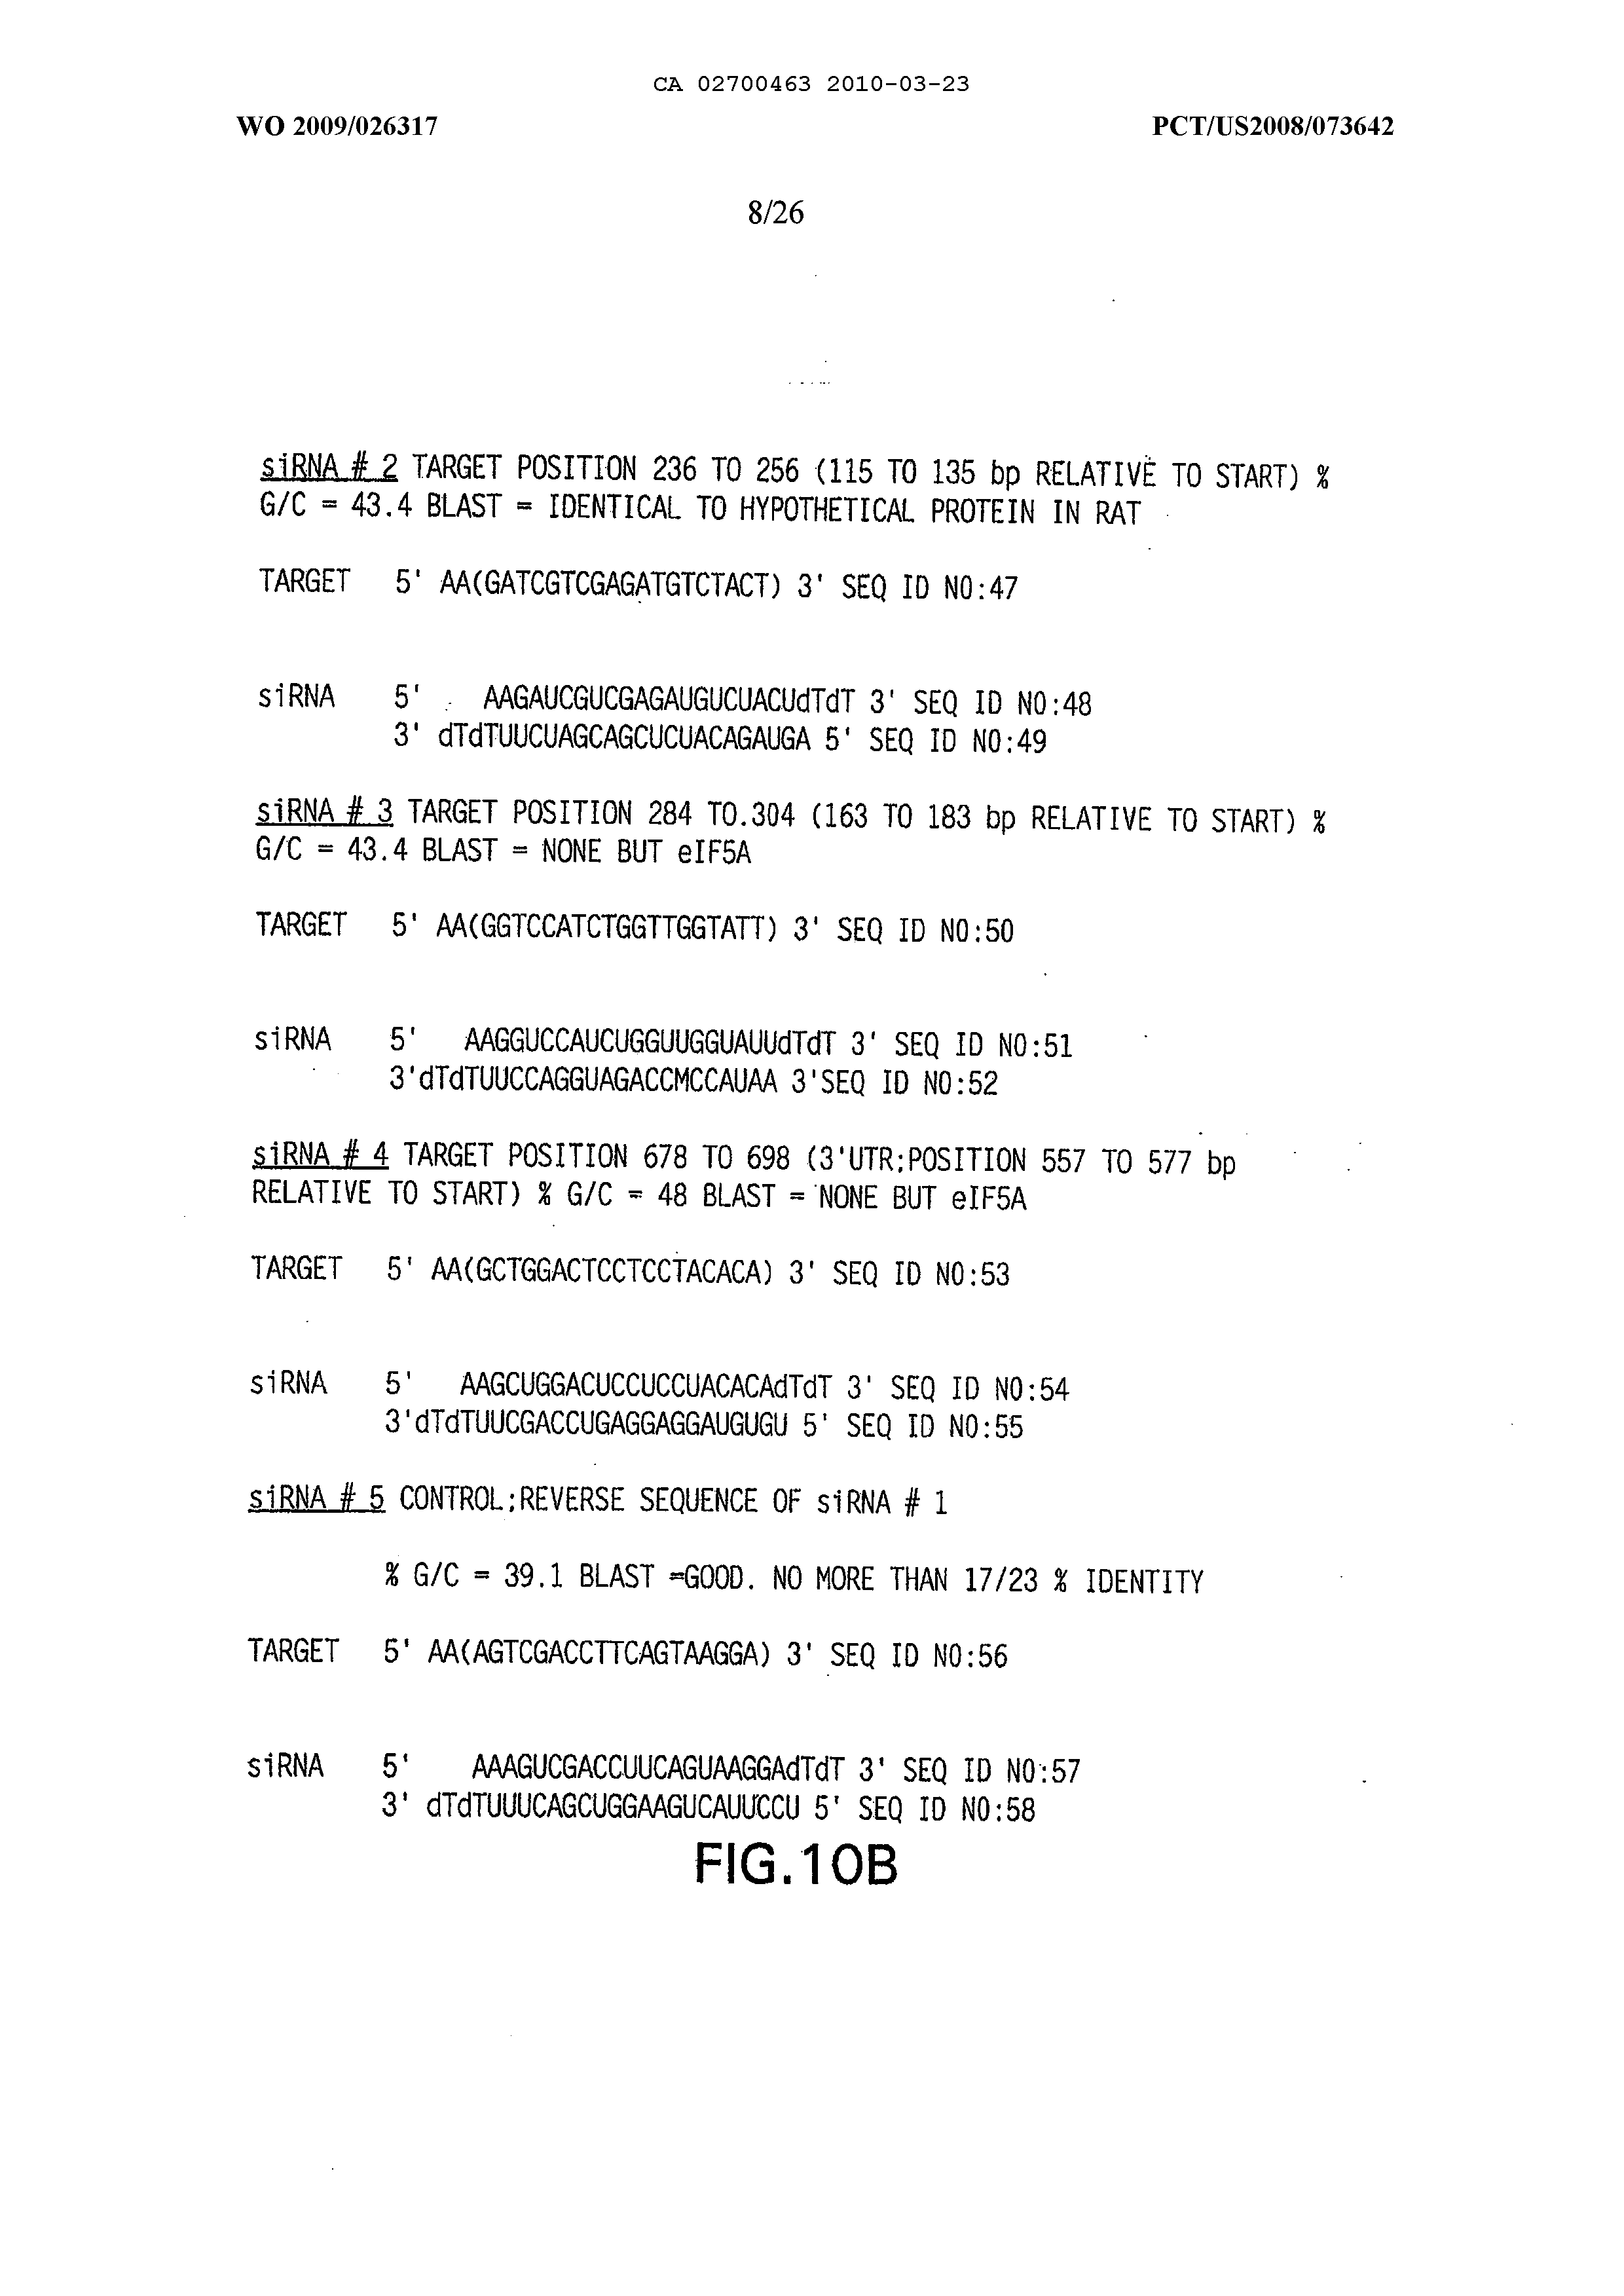 CA 02700463 2010-03-23
WO 2009/026317 PCT/US2008/073642
8/26
siRNA # 2 TARGET POSITION 236 TO 256 (115 TO 135 bp RELATIVE TO START) %
G/C = 43.4 BLAST = IDENTICAL TO HYPOTHETICAL PROTEIN IN RAT
TARGET 5' AA(GATCGTCGAGATGTCTACT) 3' SEQ ID NO:47
siRNA 5' AAGAUCGUCGAGAUGUCUACUdTdT 3' SEQ ID NO:48
3' dTdTUUCUAGCAGCUCUACAGAUGA 5' SEQ ID NO:49
siRNA # 3 TARGET POSITION 284 TO.304 (163 TO 183 bp RELATIVE TO START) %
G/C = 43.4 BLAST = NONE BUT eIF5A
TARGET 5' AA(GGTCCATCTGGTTGGTATT) 3' SEQ ID NO:50
siRNA 5' AAGGUCCAUCUGGUUGGUAUUdTdT 3' SEQ ID NO:51
3'dTdTUUCCAGGUAGACCMCCAUAA 3'SEQ ID NO:52
siRNA # 4 TARGET POSITION 678 TO 698 (3'UTR;POSITION 557 TO 577 bp
RELATIVE TO START) % G/C = 48 BLAST = NONE BUT eIF5A
TARGET 5' AA(GCTGGACTCCTCCTACACA) 3' SEQ ID NO:53
siRNA 5' AAGCUGGACUCCUCCUACACAdTdT 3' SEQ ID NO:54
3'dTdTUUCGACCUGAGGAGGAUGUGU 5' SEQ ID NO:55
siRNA # 5 CONTROL;REVERSE SEQUENCE OF siRNA # 1
% G/C = 39.1 BLAST =GOOD. NO MORE THAN 17/23 % IDENTITY
TARGET 5' AA(AGTCGACCTTCAGTAAGGA) 3' SEQ ID NO:56
siRNA 5' AAAGUCGACCUUCAGUAAGGAdTdT 3' SEQ ID NO:57
3' dTdTUUUCAGCUGGAAGUCAUUCCU 5' SEQ ID NO:58
FIG.10B